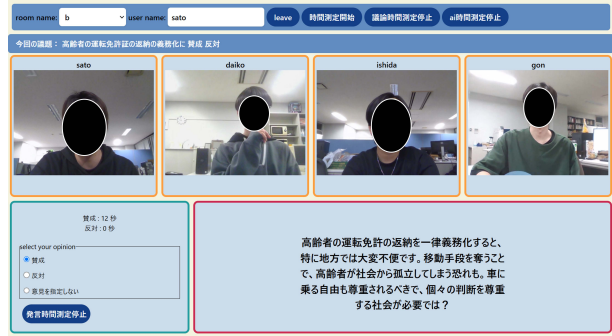 room name: b user name: sato leave 時間測定開始 議論時間測定停止 ai時間測定停止
今回の議題： 高齢者の運転免許証の返納の義務化に 賛成 反対
sato daiko ishida gon
賛成 : 12 秒
反対 : 0 秒
select your opinion
賛成
反対
意見を指定しない
発言時間測定停止
高齢者の運転免許の返納を一律義務化すると、
特に地方では大変不便です。移動手段を奪うこと
で、高齢者が社会から孤立してしまう恐れも。車に
乗る自由も尊重されるべきで、個々の判断を尊重
する社会が必要では？